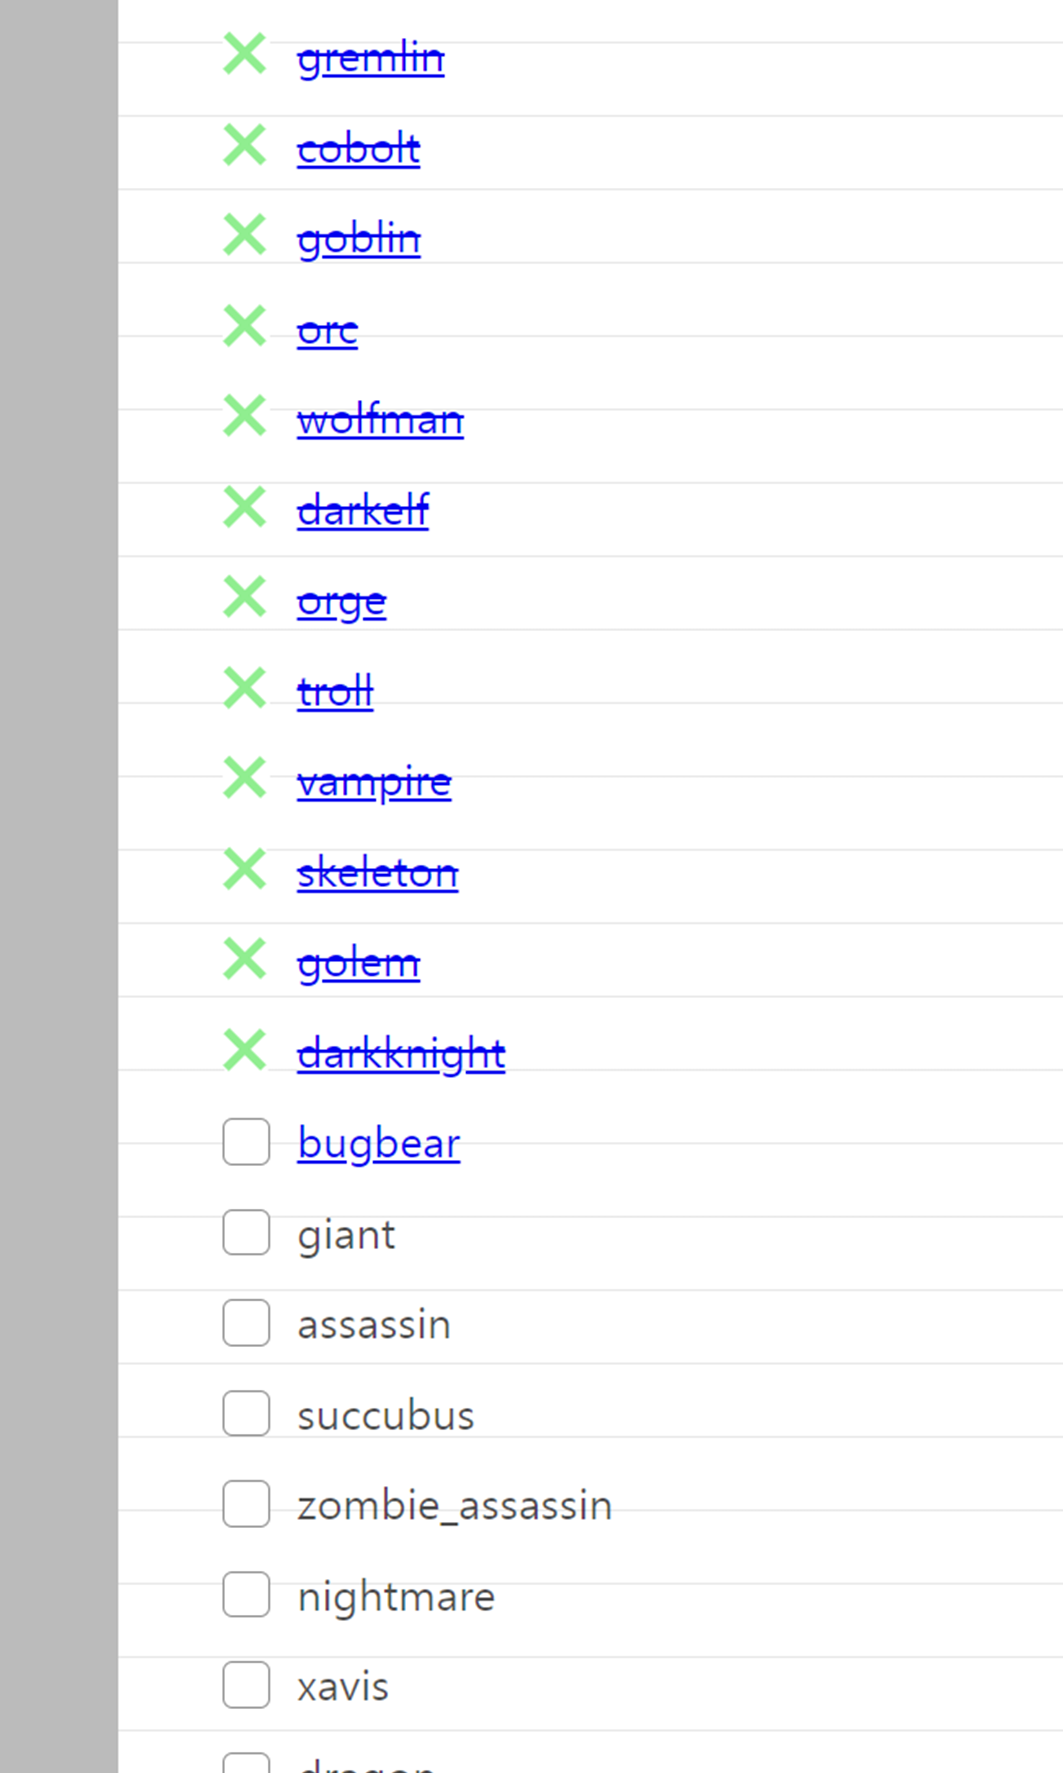 gremlin
cobolt
goblin
orc
wolfman
darkelf
orge
troll
vampire
skeleton
golem
darkknight
bugbear
giant
assassin
succubus
zombie_assassin
nightmare
xavis
dragon